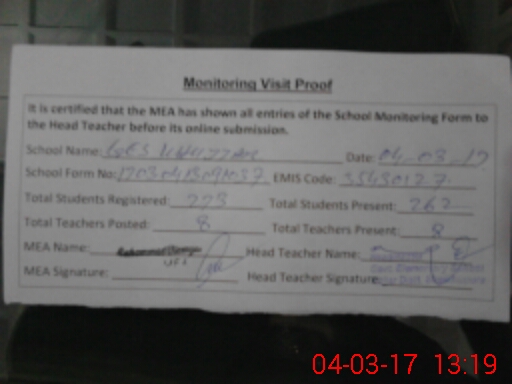 Monitoring Visit Proof
It is certified that the MEA has shown all entries of the School Monitoring Form to
the Head Teacher before its online submission.
School Name: GES Date: 04-03-17
School Form No: EMIS Code:
Total Students Registered: 273 Total Students Present: 262
Total Teachers Posted: 8 Total Teachers Present: 8
MEA Name: Head Teacher Name:
MEA Signature: Head Teacher Signature:
04-03-17 13:19